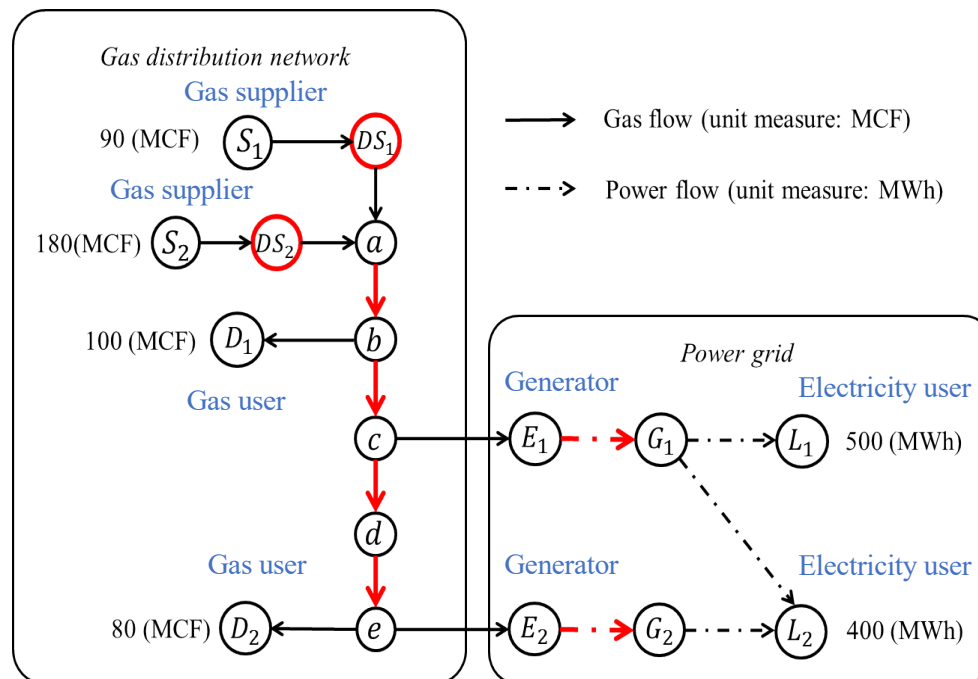 Gas distribution network
Gas supplier
90 (MCF) S₁ DS₁
Gas flow (unit measure: MCF)
Gas supplier
Power flow (unit measure: MWh)
180(MCF) S₂ DS₂ a
100 (MCF) D₁ b
Power grid
Gas user
Generator
Electricity user
c E₁ G₁ L₁ 500 (MWh)
d
Gas user
Generator
Electricity user
80 (MCF) D₂ e E₂ G₂ L₂ 400 (MWh)